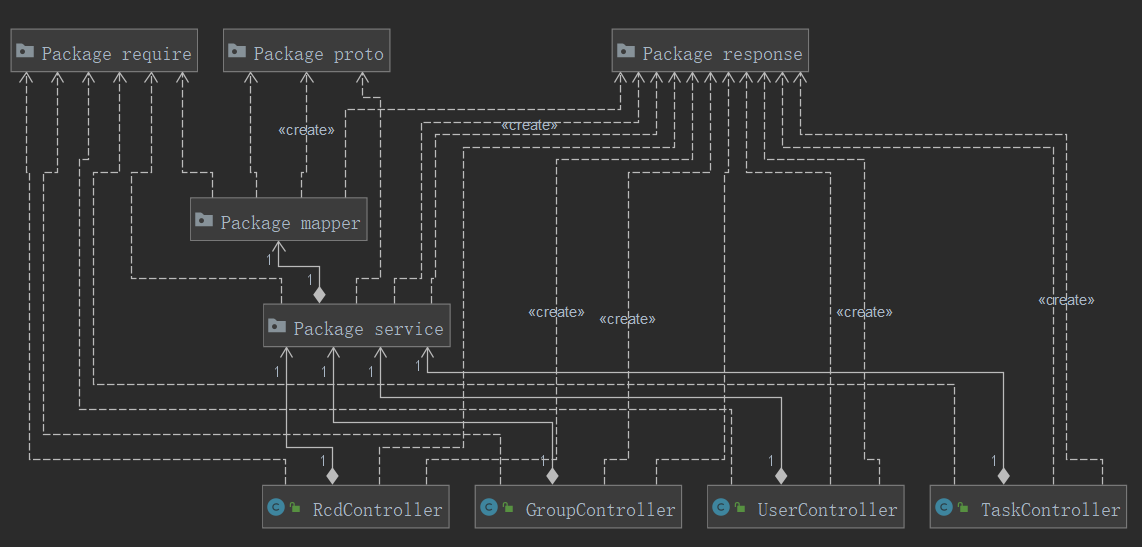 Package require
Package proto
Package response
«create»
«create»
Package mapper
1
1
«create»
«create»
«create»
«create»
Package service
1
1
1
1
1
1
1
1
C RcdController
C GroupController
C UserController
C TaskController